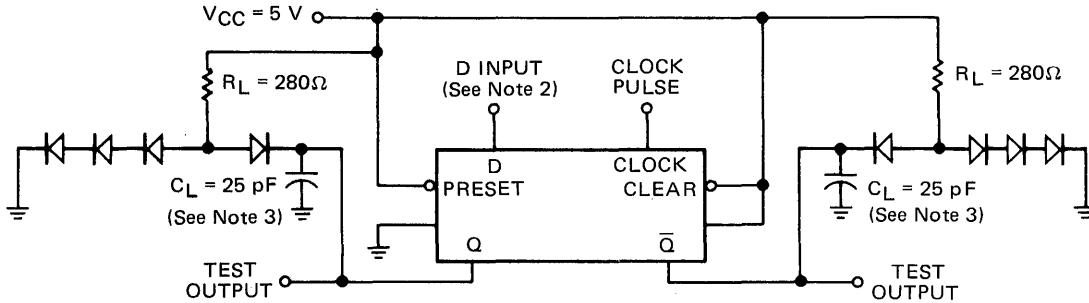 VCC = 5 V
RL = 280Ω
D INPUT
(See Note 2)
CLOCK
PULSE
RL = 280Ω
D
CLOCK
PRESET
CLEAR
CL = 25 pF
(See Note 3)
CL = 25 pF
(See Note 3)
Q
Q̅
TEST
OUTPUT
TEST
OUTPUT